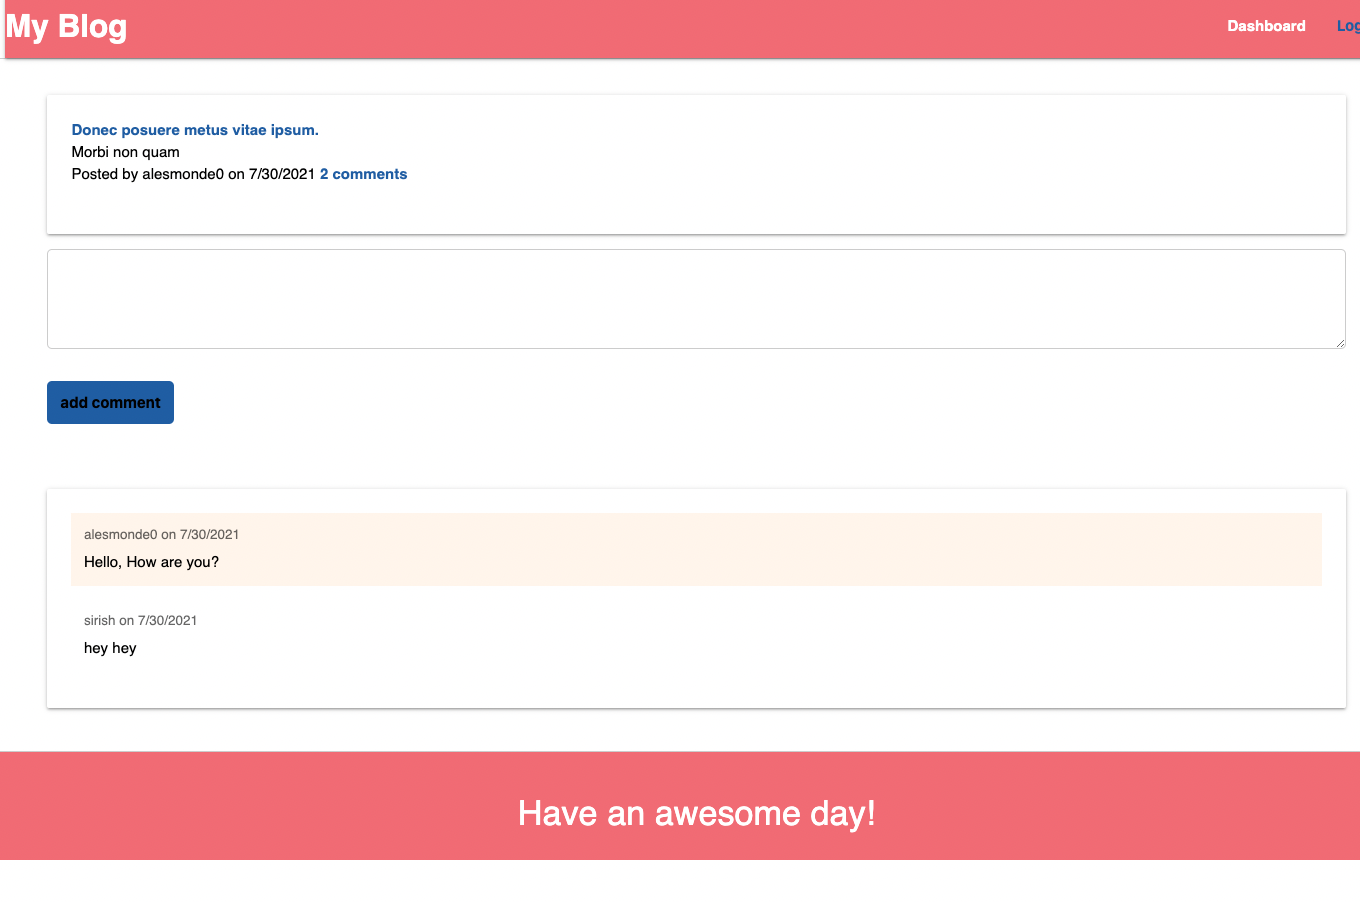 My Blog Dashboard Log
Donec posuere metus vitae ipsum.
Morbi non quam
Posted by alesmonde0 on 7/30/2021 2 comments
add comment
alesmonde0 on 7/30/2021
Hello, How are you?
sirish on 7/30/2021
hey hey
Have an awesome day!